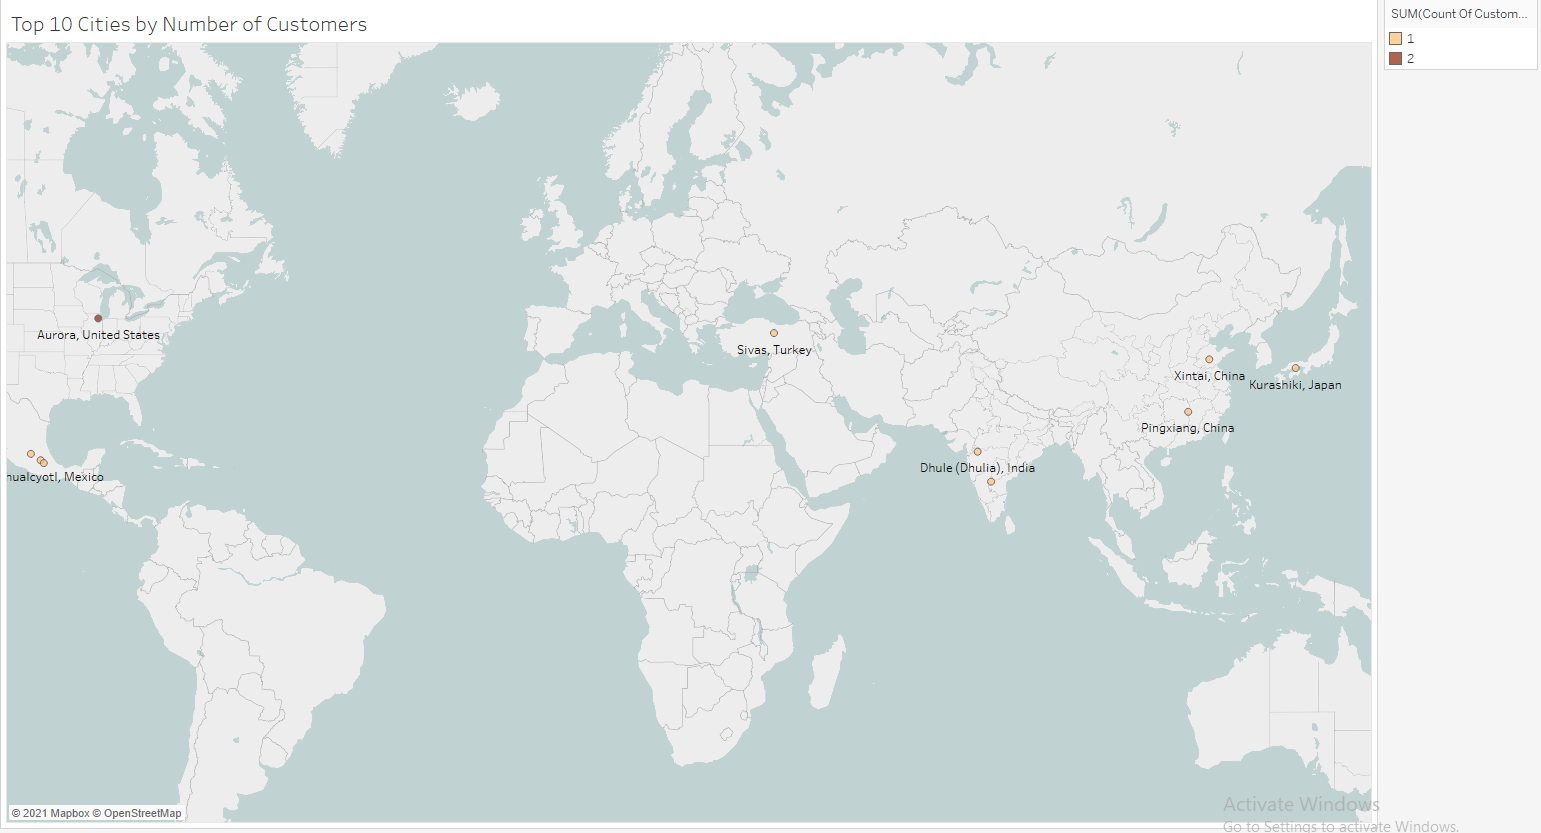 Top 10 Cities by Number of Customers
SUM(Count Of Custom...
1
2
Aurora, United States
Sivas, Turkey
Xintai, China
Kurashiki, Japan
Pingxiang, China
Dhule (Dhulia), India
hualcyotl, Mexico
© 2021 Mapbox © OpenStreetMap
Activate Windows
Go to Settings to activate Windows.